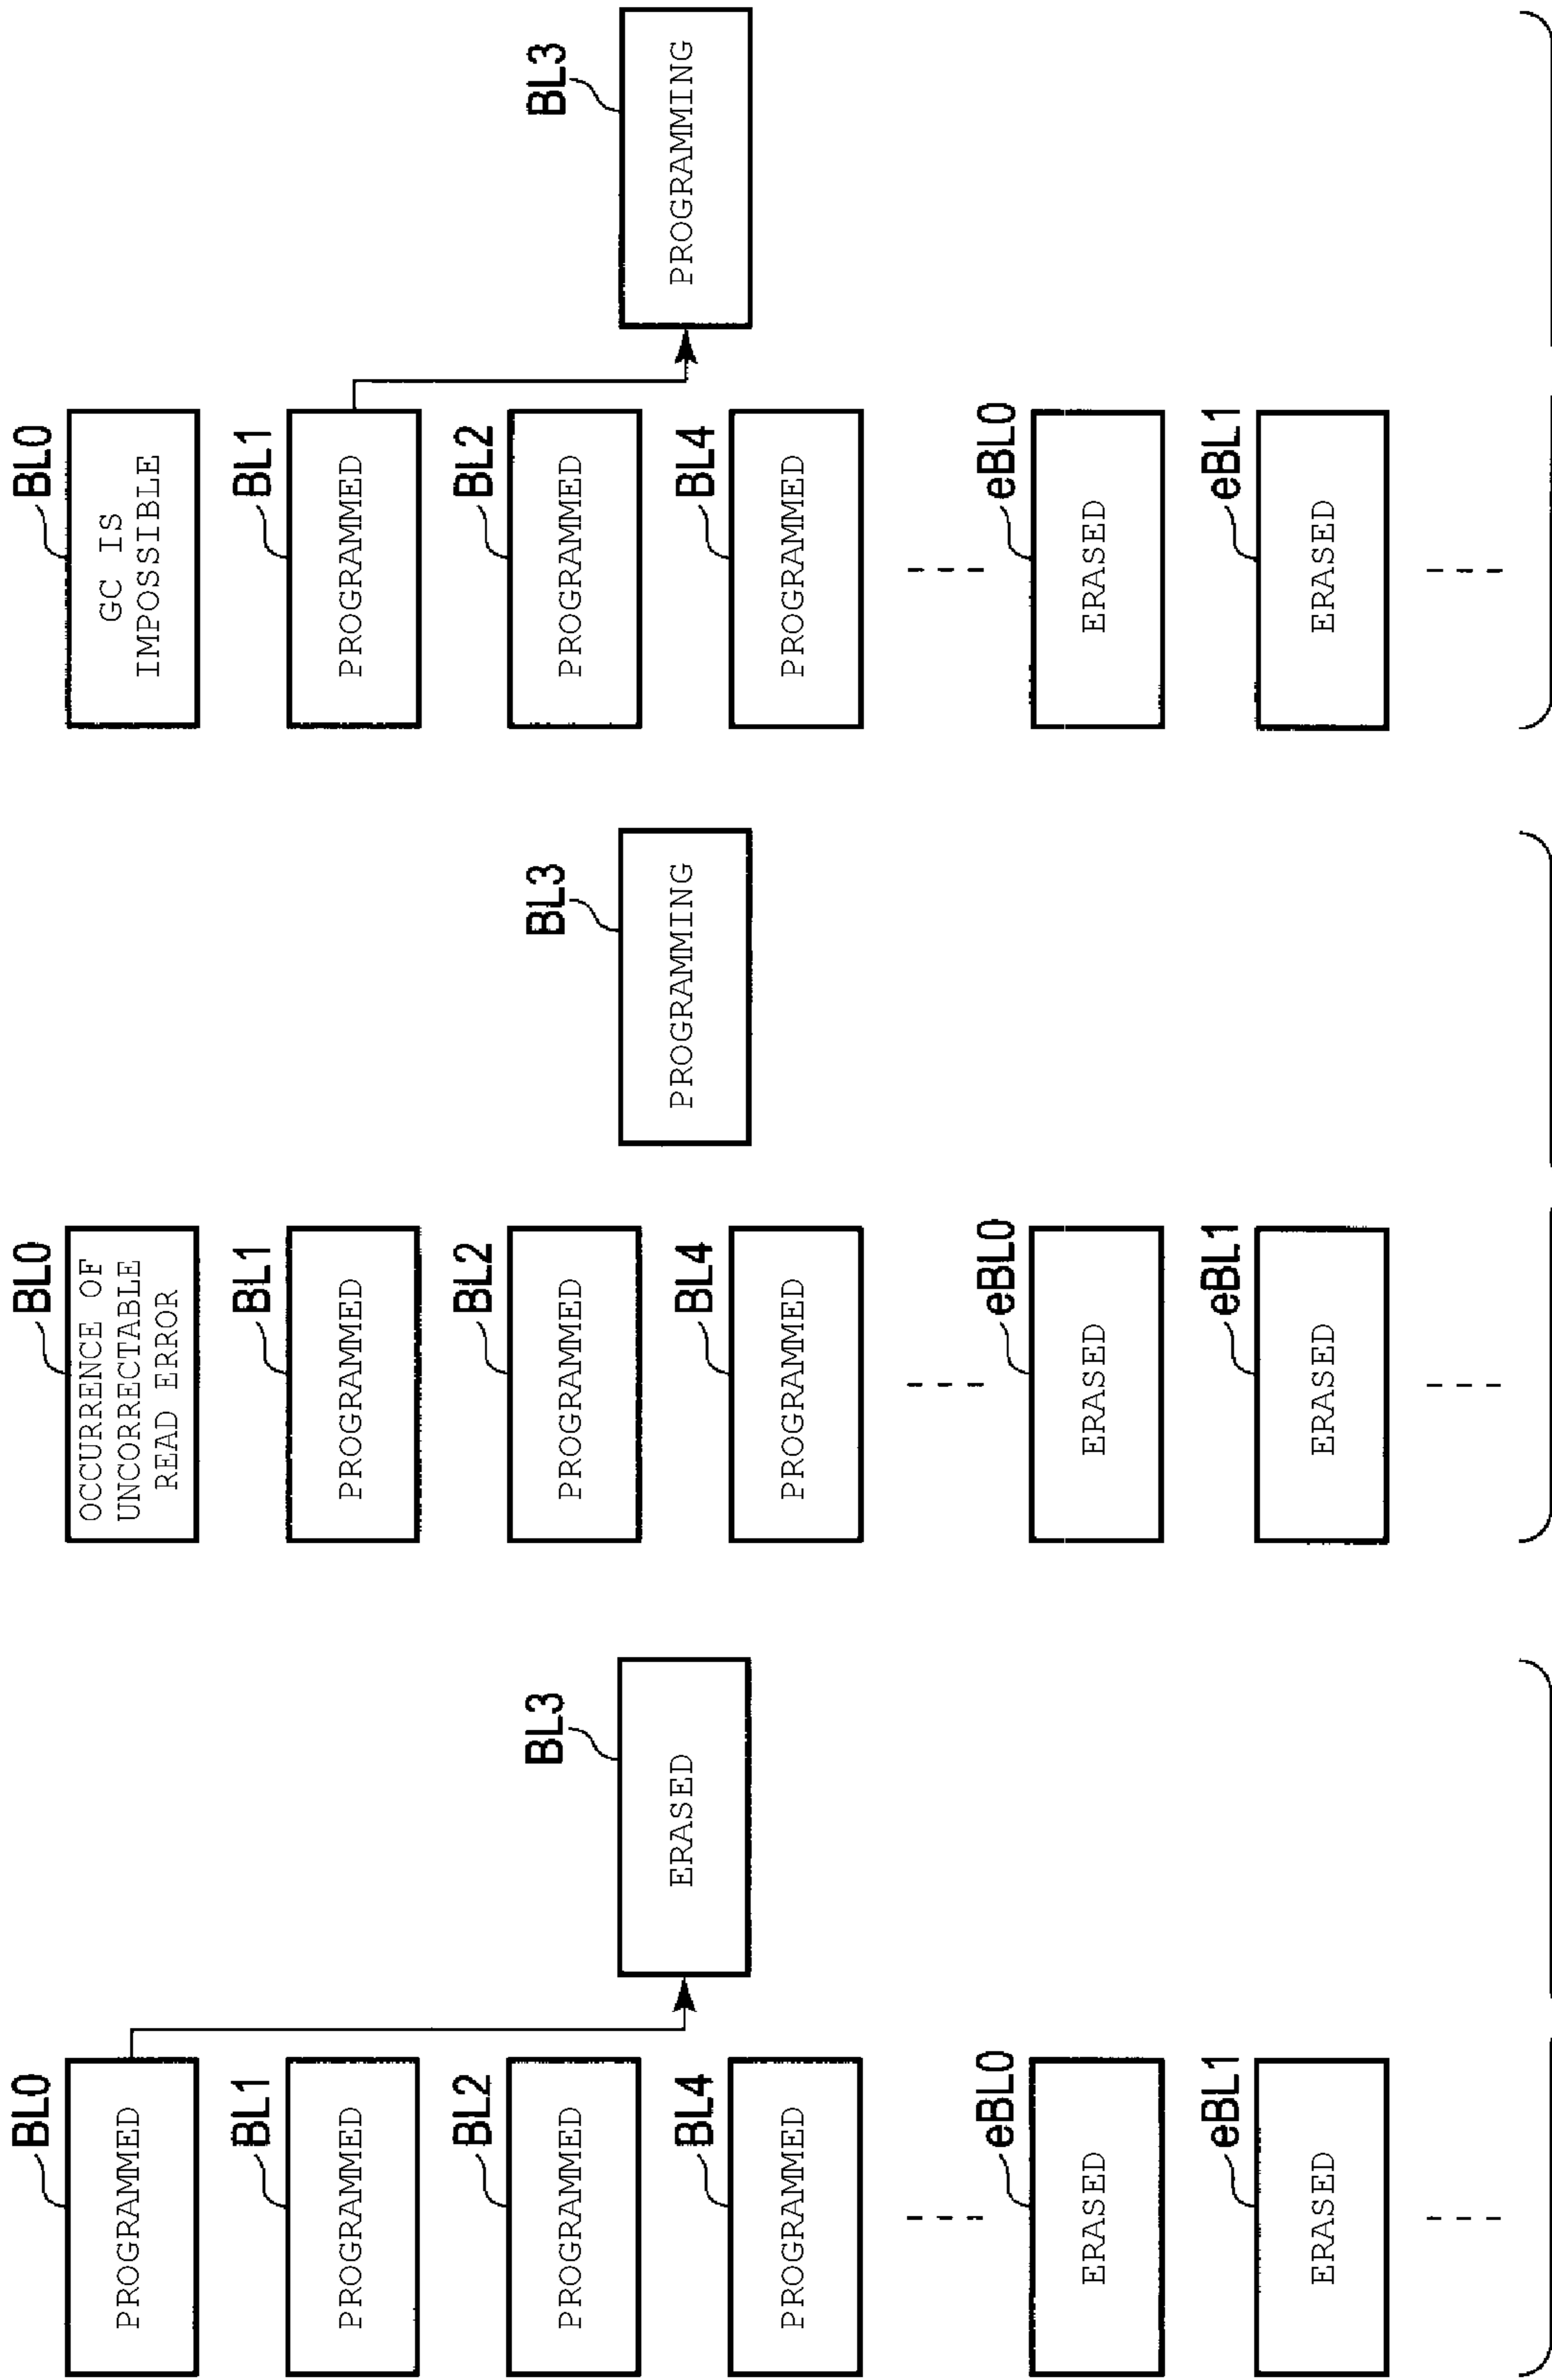 BL0
PROGRAMMED
BL1
PROGRAMMED
BL2
PROGRAMMED
BL3
ERASED
BL4
PROGRAMMED
eBL0
ERASED
eBL1
ERASED
BL0
OCCURRENCE OF
UNCORRECTABLE
READ ERROR
BL1
PROGRAMMED
BL2
PROGRAMMED
BL3
PROGRAMMING
BL4
PROGRAMMED
eBL0
ERASED
eBL1
ERASED
BL0
GC IS
IMPOSSIBLE
BL1
PROGRAMMED
BL2
PROGRAMMED
BL3
PROGRAMMING
BL4
PROGRAMMED
eBL0
ERASED
eBL1
ERASED